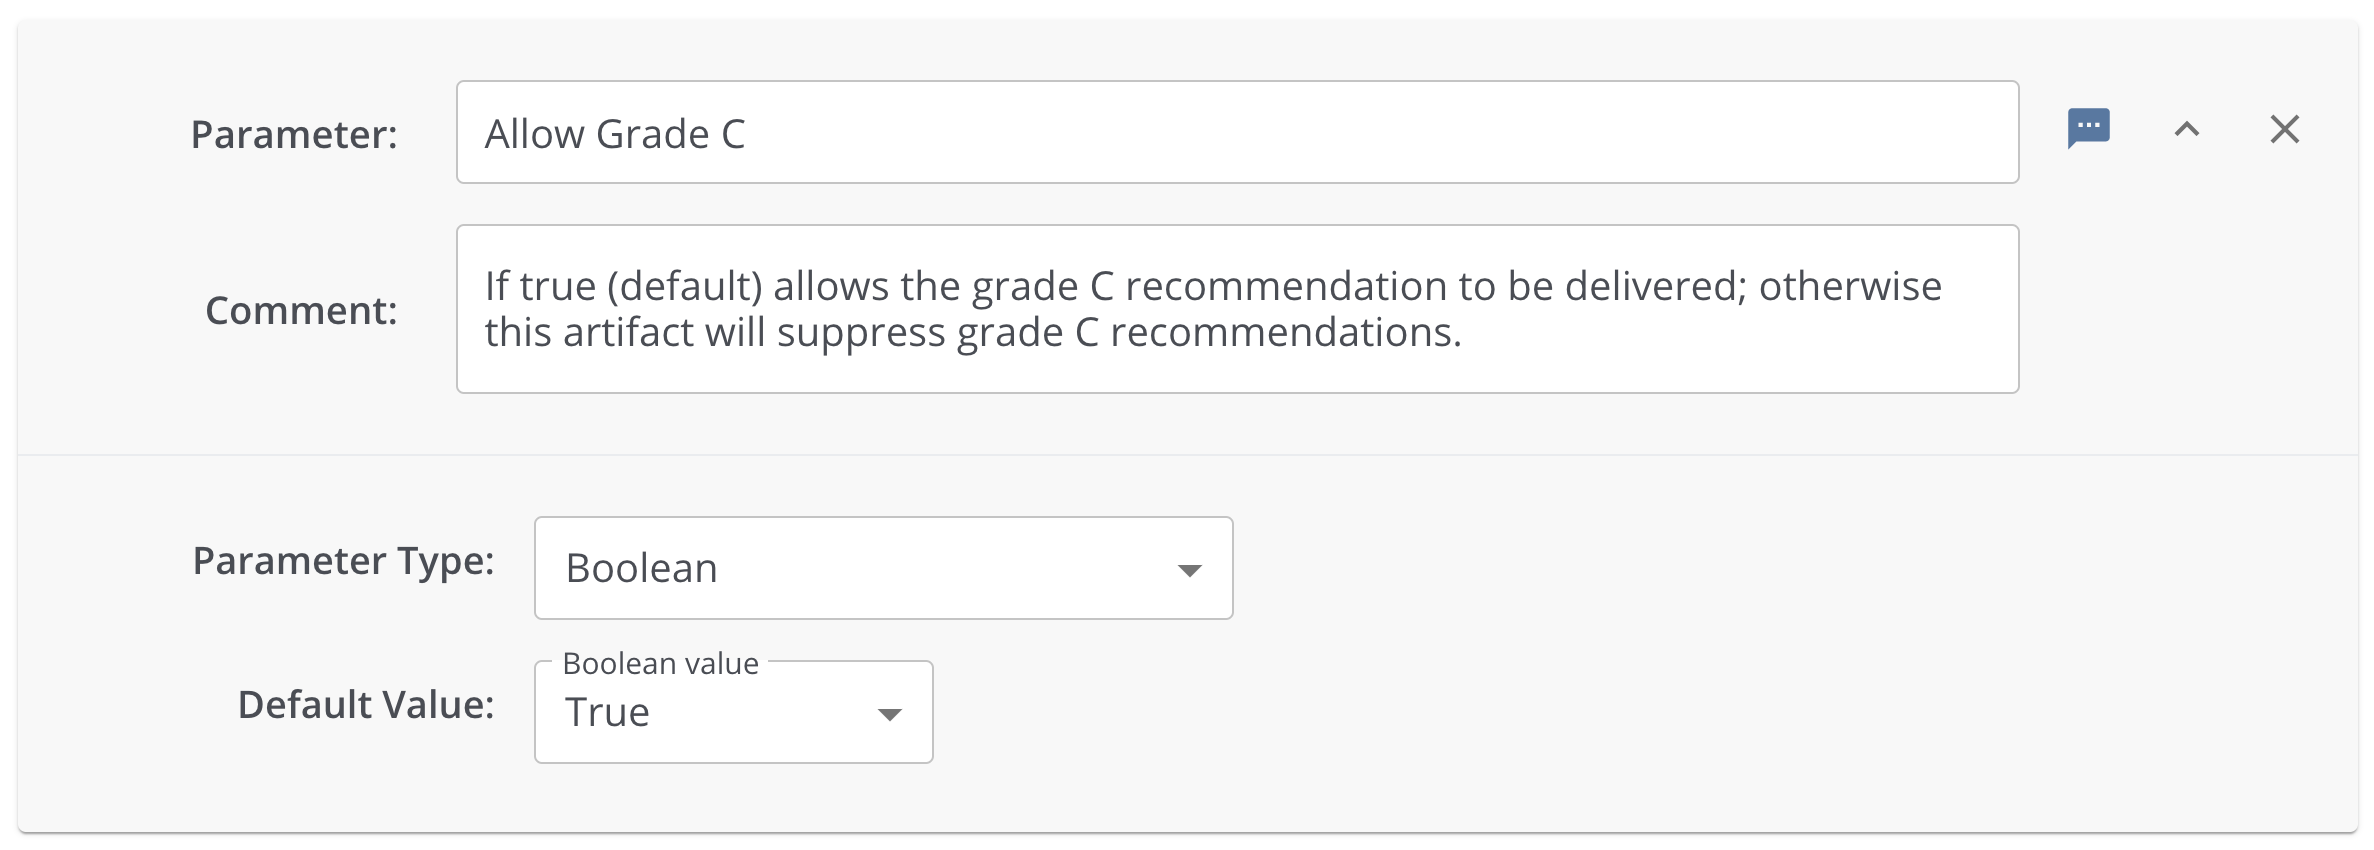 Parameter:
Allow Grade C
Comment:
If true (default) allows the grade C recommendation to be delivered; otherwise
this artifact will suppress grade C recommendations.
Parameter Type:
Boolean
Default Value:
Boolean value
True